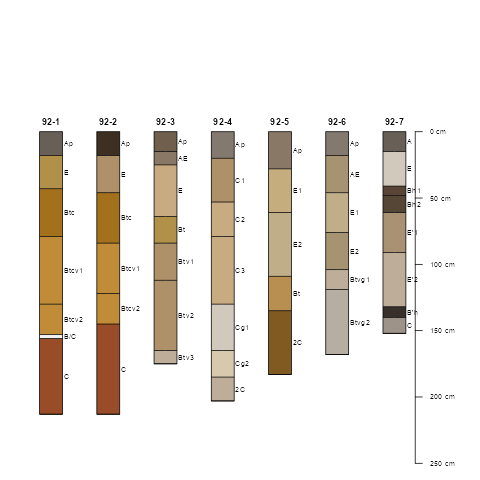 92-1 92-2 92-3 92-4 92-5 92-6 92-7
Ap
E
Btc
Btcv1
Btcv2
B/C
C
Ap
E
Btc
Btcv1
Btcv2
C
Ap
AE
E
Bt
Btv1
Btv2
Btv3
Ap
C1
C2
C3
Cg1
Cg2
2C
Ap
E1
E2
Bt
2C
Ap
AE
E1
E2
Btvg1
Btvg2
A
E
Bh1
Bh2
E'1
E'2
B'h
C
0 cm
50 cm
100 cm
150 cm
200 cm
250 cm